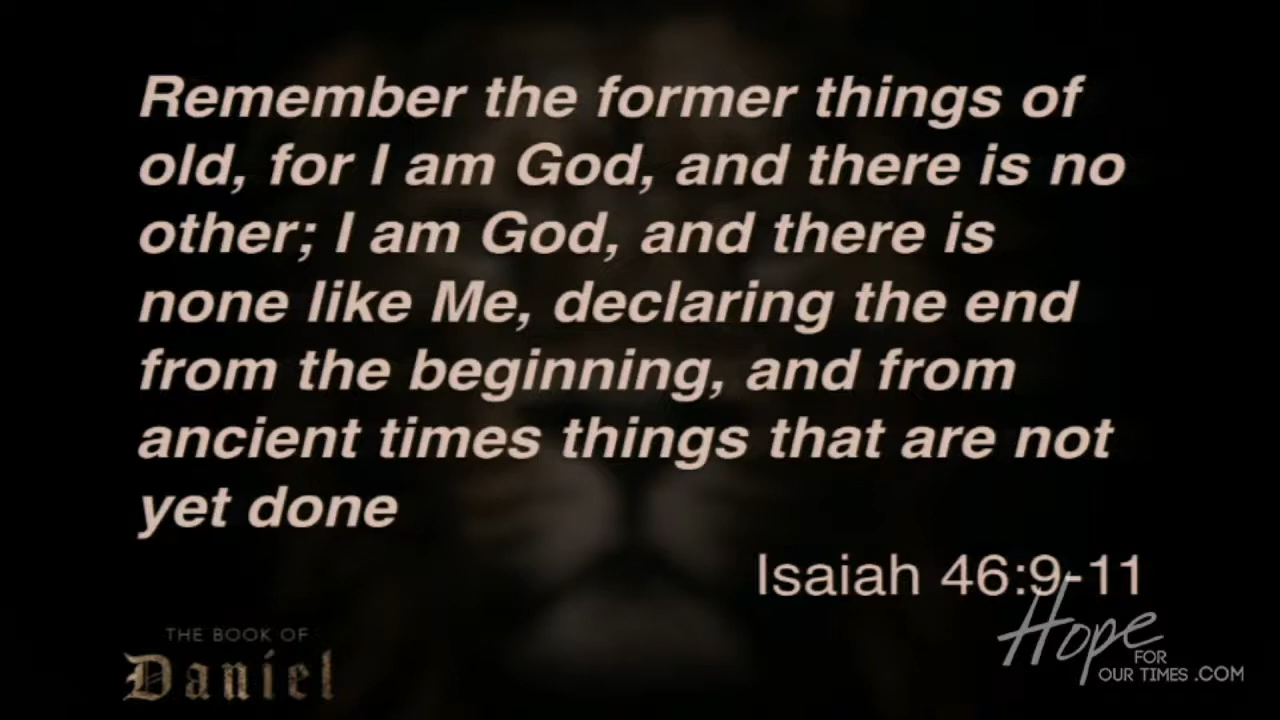 Remember the former things of
old, for I am God, and there is no
other; I am God, and there is
none like Me, declaring the end
from the beginning, and from
ancient times things that are not
yet done
Isaiah 46:9-11
THE BOOK OF
Daniel
Hope
FOR
OUR TIMES .COM